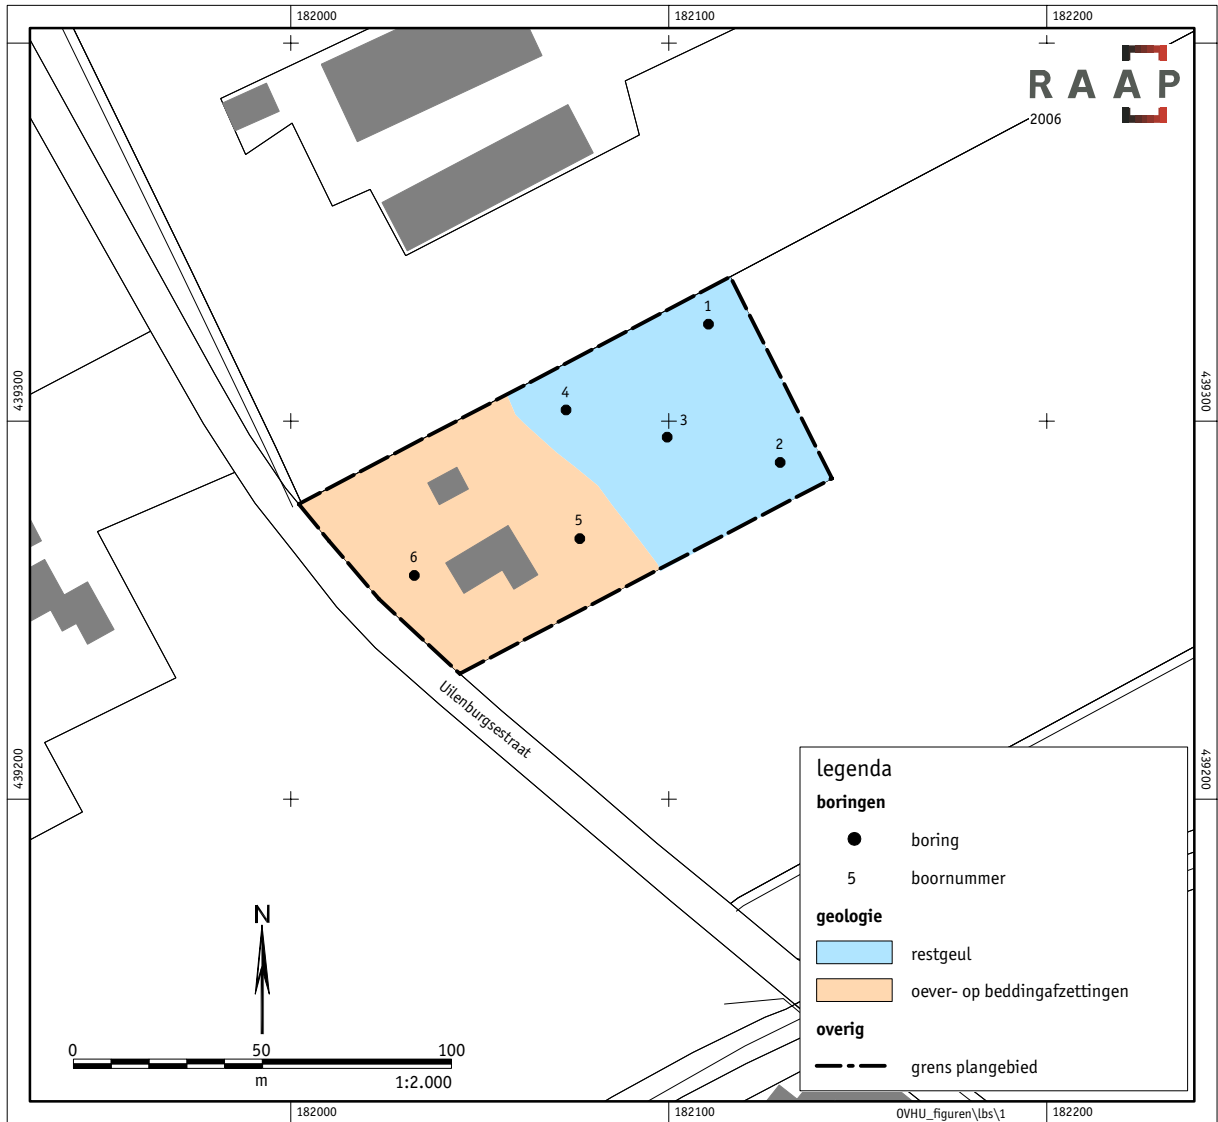 182000
182100
182200
RAAP
2006
1
4
3
2
5
6
439300
439300
Uilenburgsestraat
439200
439200
legenda
boringen
boring
5 boornummer
geologie
restgeul
oever- op beddingafzettingen
overig
grens plangebied
N
0 50 100
m 1:2.000
182000
182100
182200
OVHU_figuren\lbs\1